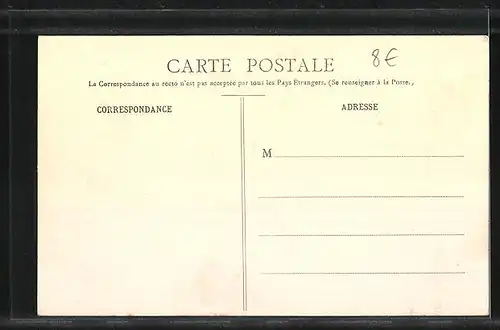 CARTE POSTALE
8€
La Correspondance au recto n'est pas acceptée par tous les Pays Etrangers. (Se renseigner à la Poste.,
CORRESPONDANCE
ADRESSE
M